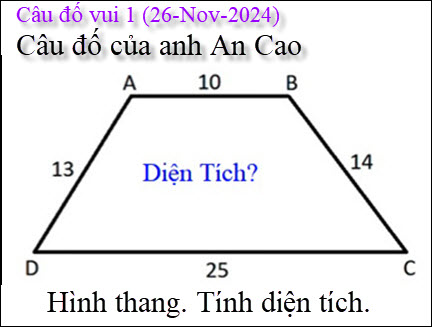 Câu đố vui 1 (26-Nov-2024)
Câu đố của anh An Cao
A 10 B
13 Diện Tích? 14
D 25 C
Hình thang. Tính diện tích.